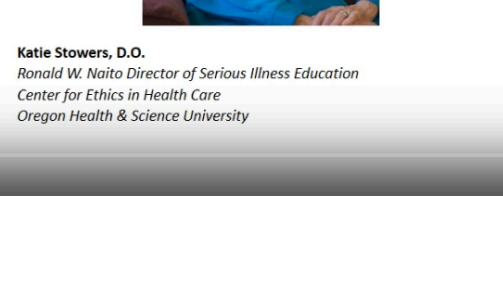 Katie Stowers, D.O.
Ronald W. Naito Director of Serious Illness Education
Center for Ethics in Health Care
Oregon Health & Science University